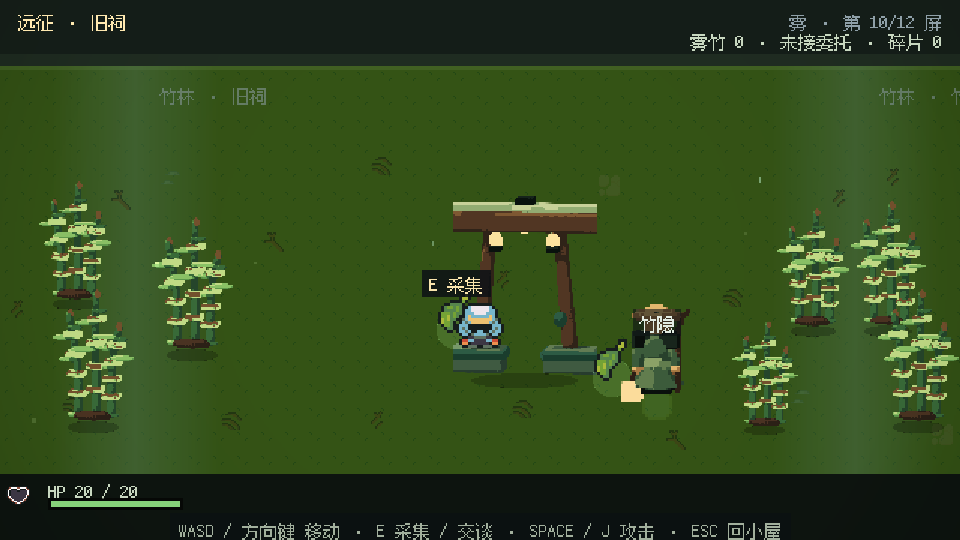 远征 · 旧祠
雾 · 第 10/12 屏
雾竹 0 · 未接委托 · 碎片 0
竹林 · 旧祠
竹林 ·
E 采集
竹隐
HP 20 / 20
WASD / 方向键 移动 · E 采集 / 交谈 · SPACE / J 攻击 · ESC 回小屋